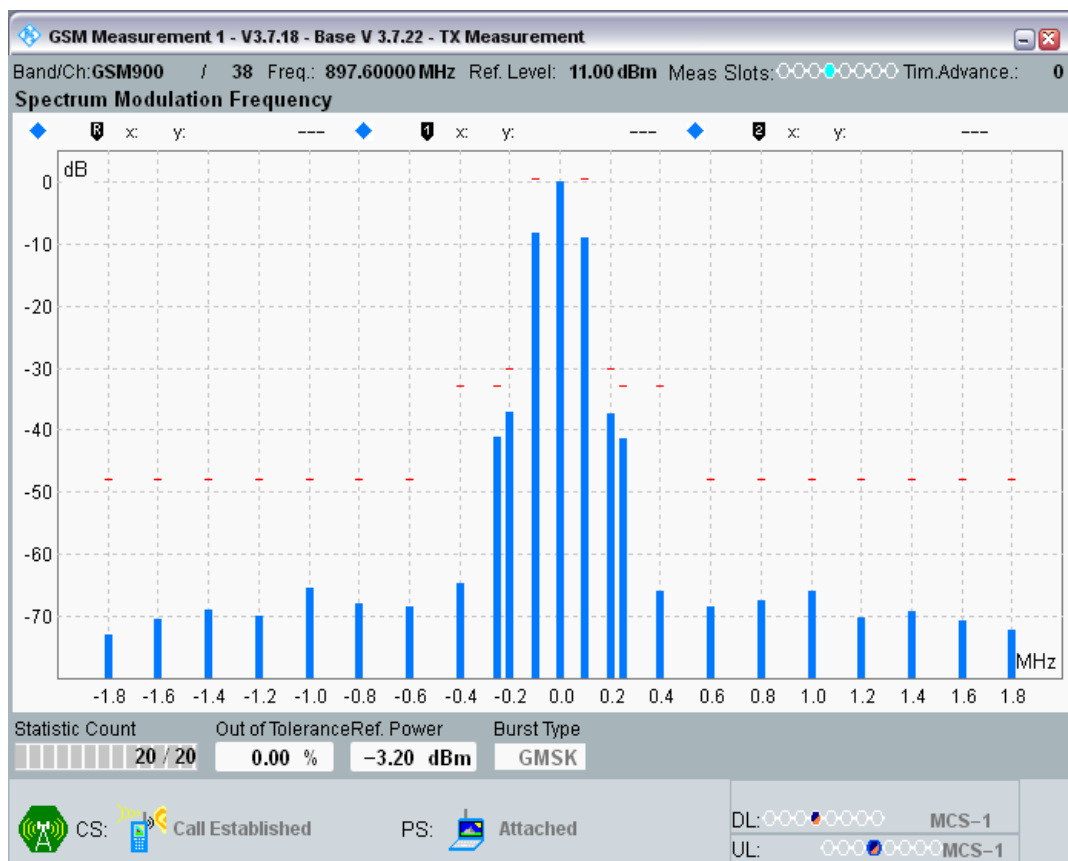 GSM Measurement 1 - V3.7.18 - Base V 3.7.22 - TX Measurement
Band/Ch:GSM900 / 38 Freq.: 897.60000 MHz Ref. Level: 11.00 dBm Meas Slots: Tim.Advance.: 0
Spectrum Modulation Frequency
R x: y: --- 1 x: y: --- 2 x: y: ---
dB
0
-10
-20
-30
-40
-50
-60
-70
MHz
-1.8 -1.6 -1.4 -1.2 -1.0 -0.8 -0.6 -0.4 -0.2 0.0 0.2 0.4 0.6 0.8 1.0 1.2 1.4 1.6 1.8
Statistic Count Out of Tolerance Ref. Power Burst Type
20 / 20 0.00 % −3.20 dBm GMSK
CS: Call Established PS: Attached
DL: MCS−1
UL: MCS−1